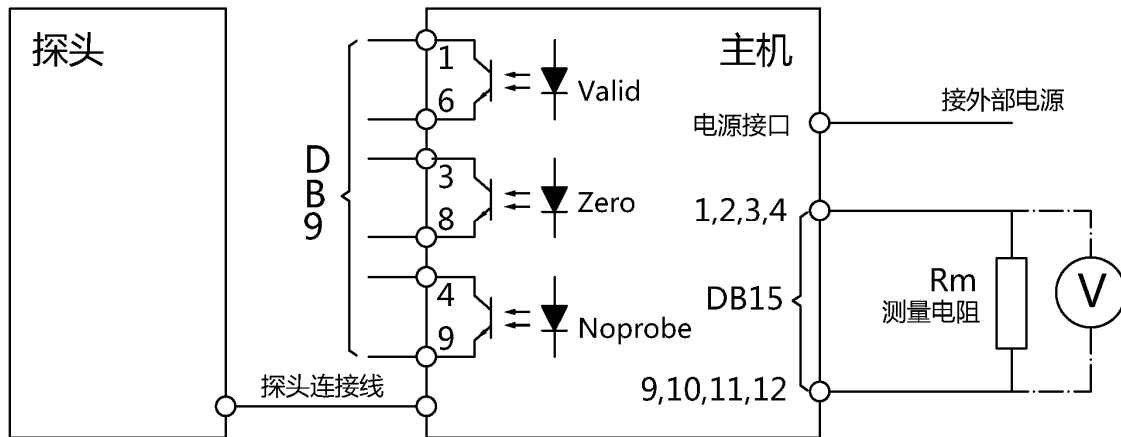 探头
主机
1
6
Valid
D
B
9
3
8
Zero
4
9
Noprobe
探头连接线
电源接口
接外部电源
1,2,3,4
DB15
Rm
测量电阻
V
9,10,11,12